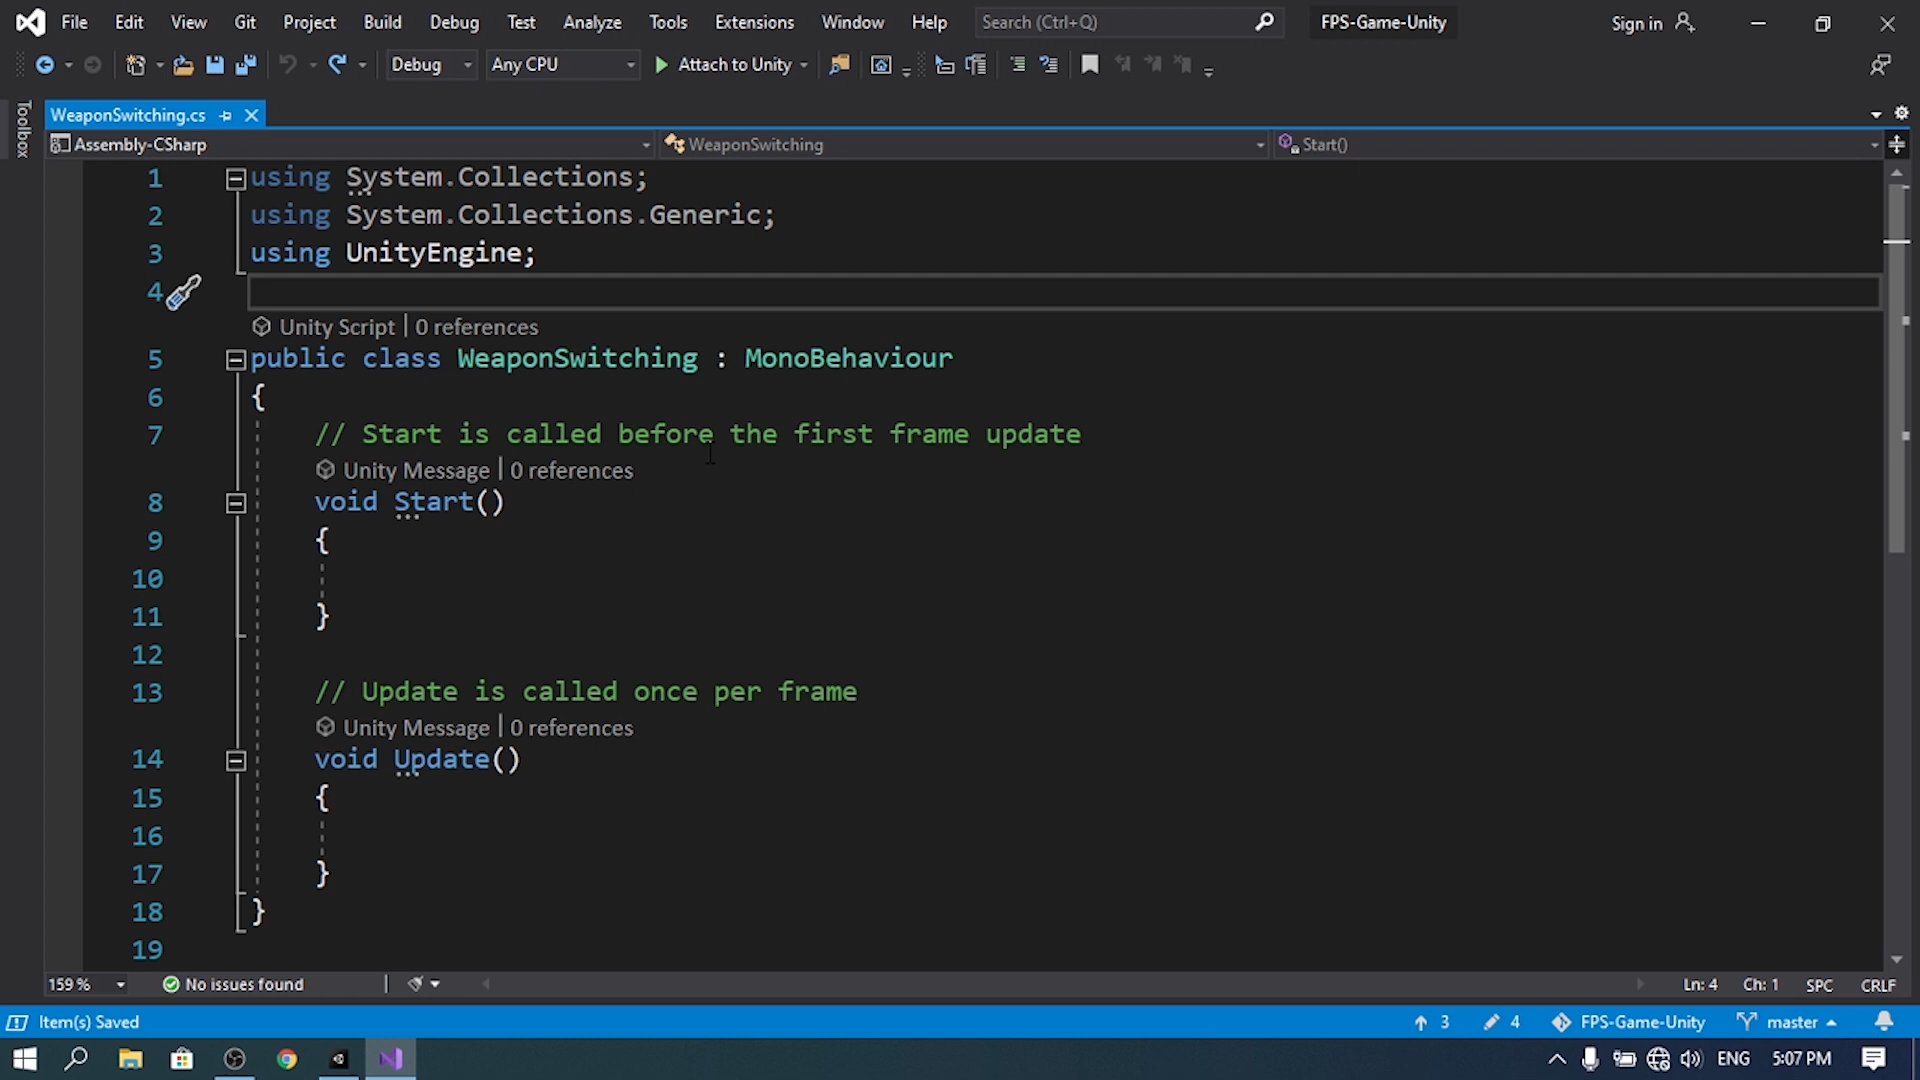 File Edit View Git Project Build Debug Test Analyze Tools Extensions Window Help Search (Ctrl+Q) FPS-Game-Unity Sign in
Debug Any CPU Attach to Unity
Toolbox
WeaponSwitching.cs
Assembly-CSharp WeaponSwitching Start()
1 using System.Collections;
2 using System.Collections.Generic;
3 using UnityEngine;
4
Unity Script | 0 references
5 public class WeaponSwitching : MonoBehaviour
6 {
7 // Start is called before the first frame update
Unity Message | 0 references
8 void Start()
9 {
10
11 }
12
13 // Update is called once per frame
Unity Message | 0 references
14 void Update()
15 {
16
17 }
18 }
19
159 % No issues found Ln: 4 Ch: 1 SPC CRLF
Item(s) Saved 3 4 FPS-Game-Unity master
ENG 5:07 PM